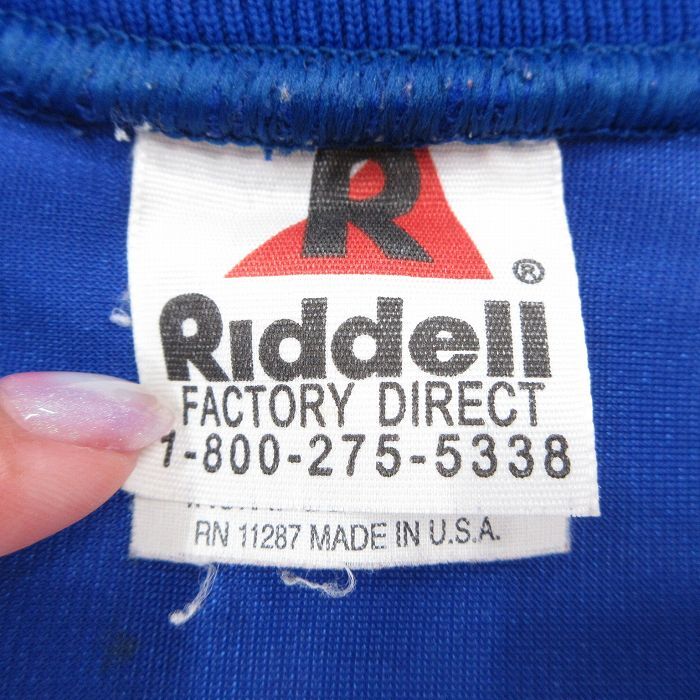 R
®
Riddell
FACTORY DIRECT
1-800-275-5338
RN 11287 MADE IN U.S.A.